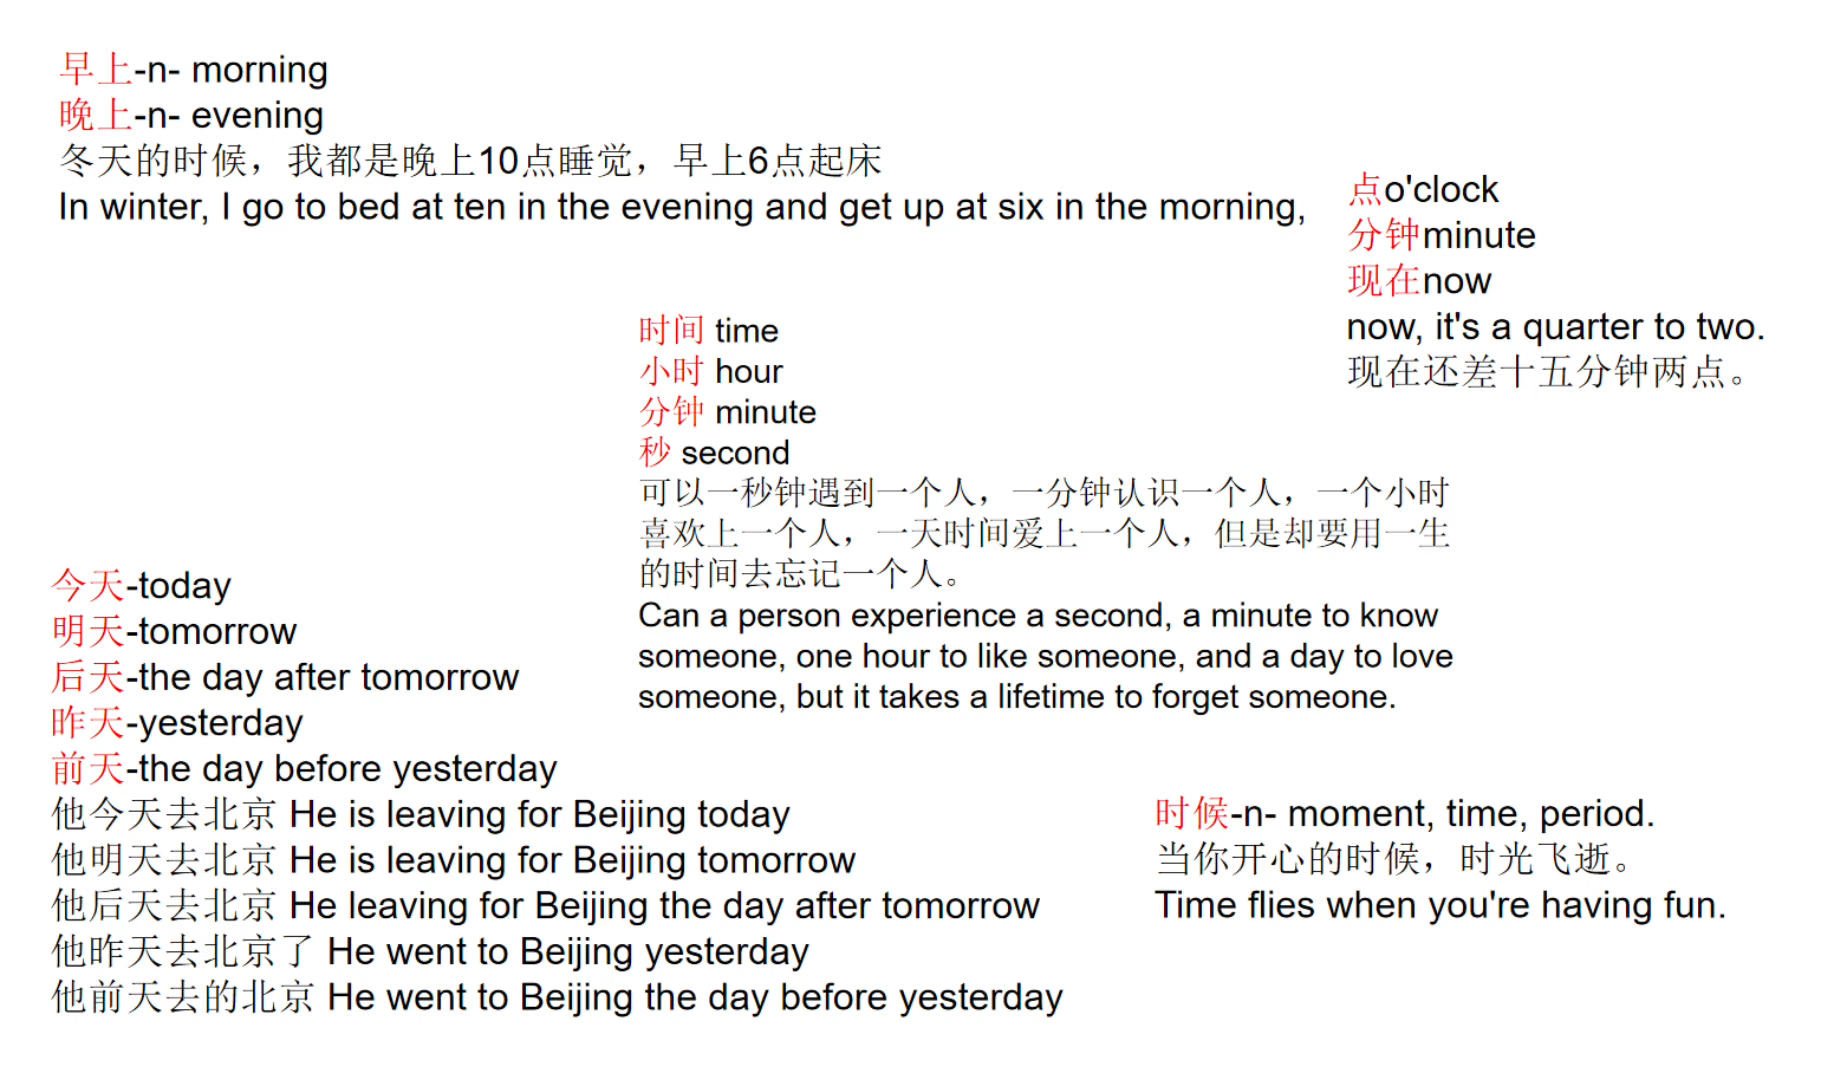 早上-n- morning
晚上-n- evening
冬天的时候，我都是晚上10点睡觉，早上6点起床
In winter, I go to bed at ten in the evening and get up at six in the morning,
点o'clock
分钟minute
现在now
now, it's a quarter to two.
现在还差十五分钟两点。
时间 time
小时 hour
分钟 minute
秒 second
可以一秒钟遇到一个人，一分钟认识一个人，一个小时
喜欢上一个人，一天时间爱上一个人，但是却要用一生
的时间去忘记一个人。
Can a person experience a second, a minute to know
someone, one hour to like someone, and a day to love
someone, but it takes a lifetime to forget someone.
今天-today
明天-tomorrow
后天-the day after tomorrow
昨天-yesterday
前天-the day before yesterday
他今天去北京 He is leaving for Beijing today
他明天去北京 He is leaving for Beijing tomorrow
他后天去北京 He leaving for Beijing the day after tomorrow
他昨天去北京了 He went to Beijing yesterday
他前天去的北京 He went to Beijing the day before yesterday
时候-n- moment, time, period.
当你开心的时候，时光飞逝。
Time flies when you're having fun.